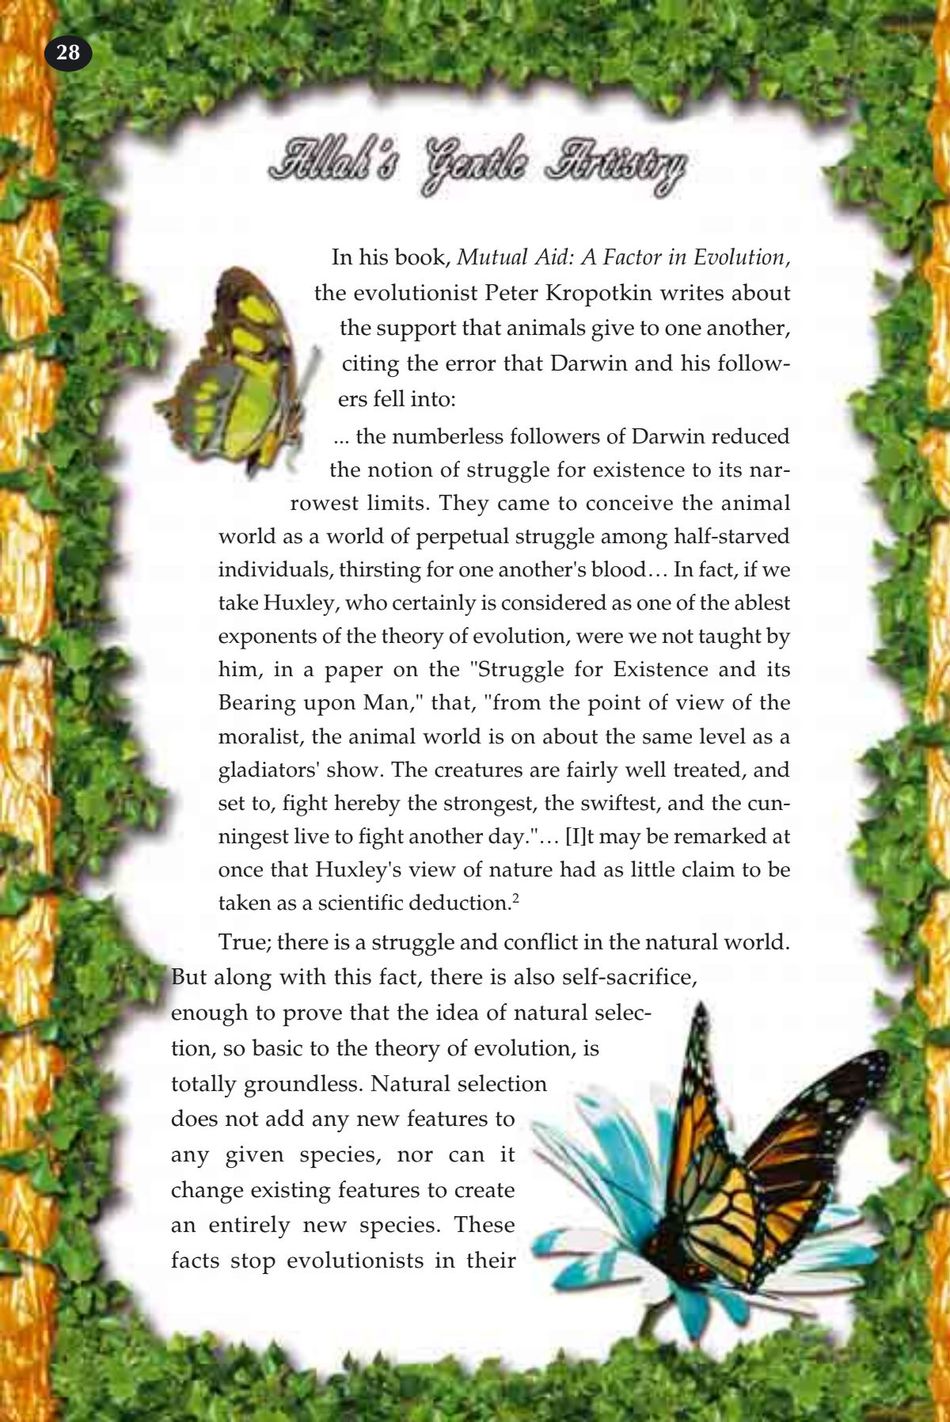 28
Allah's Gentle Artistry
In his book, Mutual Aid: A Factor in Evolution,
the evolutionist Peter Kropotkin writes about
the support that animals give to one another,
citing the error that Darwin and his follow-
ers fell into:
... the numberless followers of Darwin reduced
the notion of struggle for existence to its nar-
rowest limits. They came to conceive the animal
world as a world of perpetual struggle among half-starved
individuals, thirsting for one another's blood… In fact, if we
take Huxley, who certainly is considered as one of the ablest
exponents of the theory of evolution, were we not taught by
him, in a paper on the "Struggle for Existence and its
Bearing upon Man," that, "from the point of view of the
moralist, the animal world is on about the same level as a
gladiators' show. The creatures are fairly well treated, and
set to, fight hereby the strongest, the swiftest, and the cun-
ningest live to fight another day."… [I]t may be remarked at
once that Huxley's view of nature had as little claim to be
taken as a scientific deduction.2
True; there is a struggle and conflict in the natural world.
But along with this fact, there is also self-sacrifice,
enough to prove that the idea of natural selec-
tion, so basic to the theory of evolution, is
totally groundless. Natural selection
does not add any new features to
any given species, nor can it
change existing features to create
an entirely new species. These
facts stop evolutionists in their